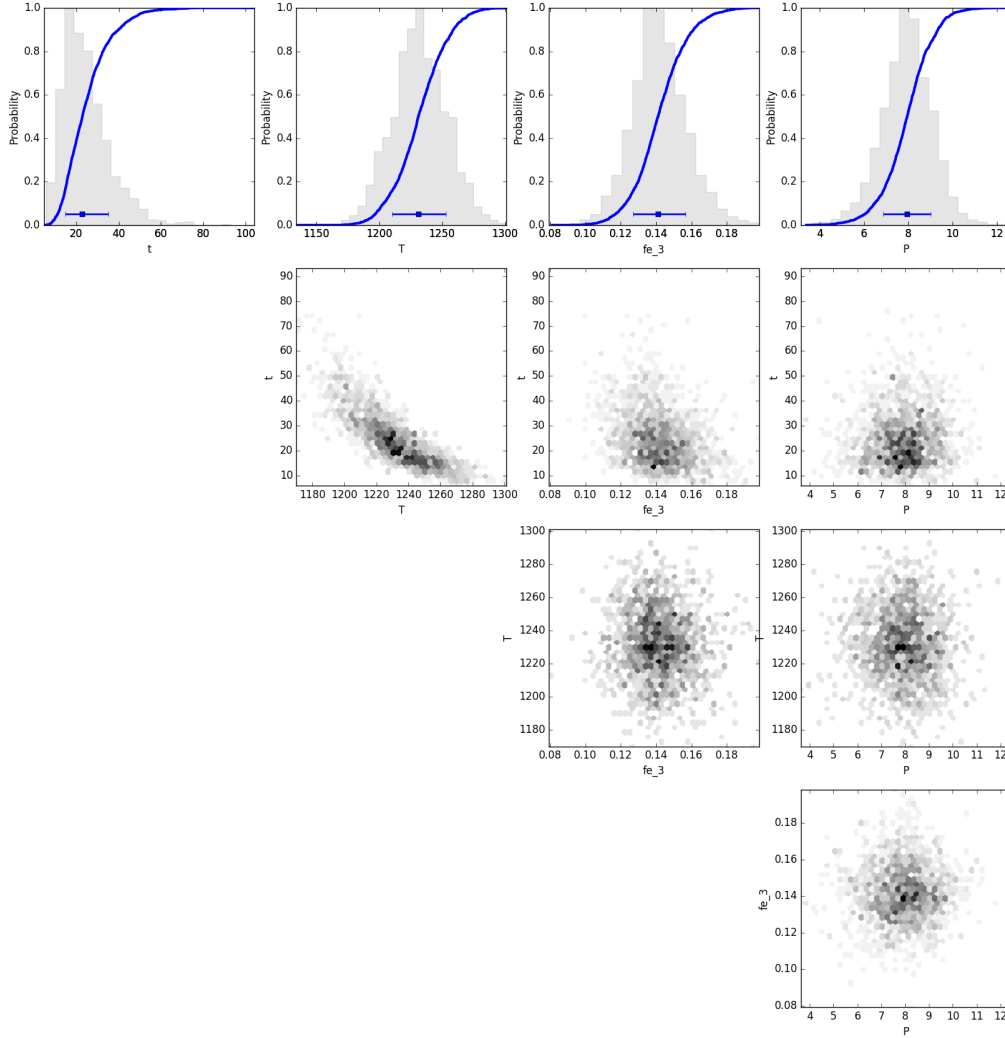 1.0
0.8
0.6
0.4
0.2
0.0
Probability
20 40 60 80 100
t
1.0
0.8
0.6
0.4
0.2
0.0
Probability
1150 1200 1250 1300
T
1.0
0.8
0.6
0.4
0.2
0.0
Probability
0.08 0.10 0.12 0.14 0.16 0.18
fe_3
1.0
0.8
0.6
0.4
0.2
0.0
Probability
4 6 8 10 12
P
90
80
70
60
50
40
30
20
10
t
1180 1200 1220 1240 1260 1280 1300
T
90
80
70
60
50
40
30
20
10
t
0.08 0.10 0.12 0.14 0.16 0.18
fe_3
90
80
70
60
50
40
30
20
10
t
4 5 6 7 8 9 10 11 12
P
1300
1280
1260
1240
1220
1200
1180
T
0.08 0.10 0.12 0.14 0.16 0.18
fe_3
1300
1280
1260
1240
1220
1200
1180
T
4 5 6 7 8 9 10 11 12
P
0.18
0.16
0.14
0.12
0.10
0.08
fe_3
4 5 6 7 8 9 10 11 12
P